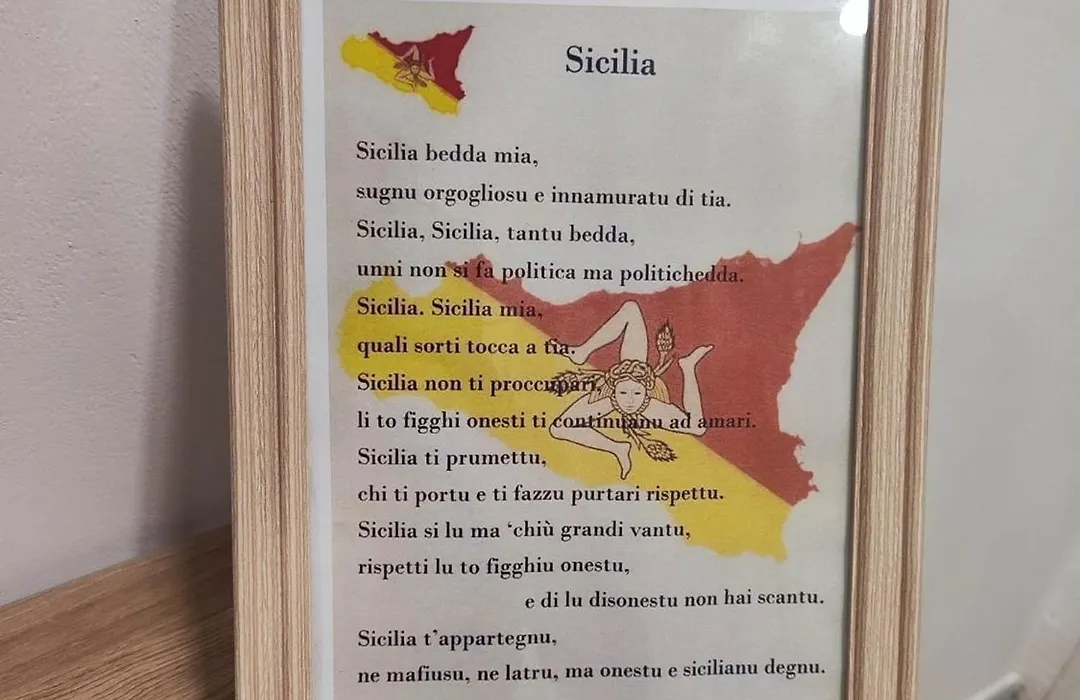 Sicilia
Sicilia bedda mia,
sugnu orgogliosu e innamuratu di tia.
Sicilia, Sicilia, tantu bedda,
unni non si fa politica ma politichedda.
Sicilia. Sicilia mia,
quali sorti tocca a tia.
Sicilia non ti proccupari,
li to figghi onesti ti continuanu ad amari.
Sicilia ti prumettu,
chi ti portu e ti fazzu purtari rispettu.
Sicilia si lu ma ‘chiù grandi vantu,
rispetti lu to figghiu onestu,
e di lu disonestu non hai scantu.
Sicilia t’appartegnu,
ne mafiusu, ne latru, ma onestu e sicilianu degnu.